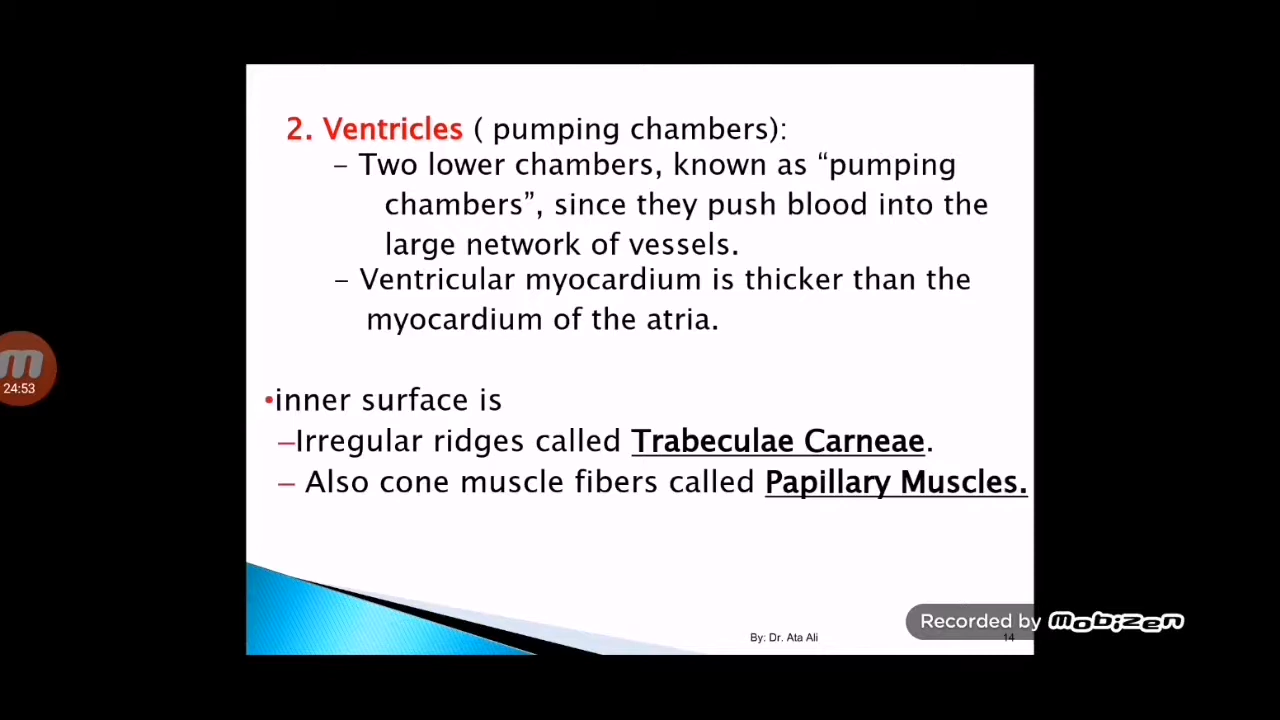 2. Ventricles ( pumping chambers):
– Two lower chambers, known as “pumping
chambers”, since they push blood into the
large network of vessels.
– Ventricular myocardium is thicker than the
myocardium of the atria.
•inner surface is
–Irregular ridges called Trabeculae Carneae.
– Also cone muscle fibers called Papillary Muscles.
m
24:53
Recorded by mobizen
By: Dr. Ata Ali
14